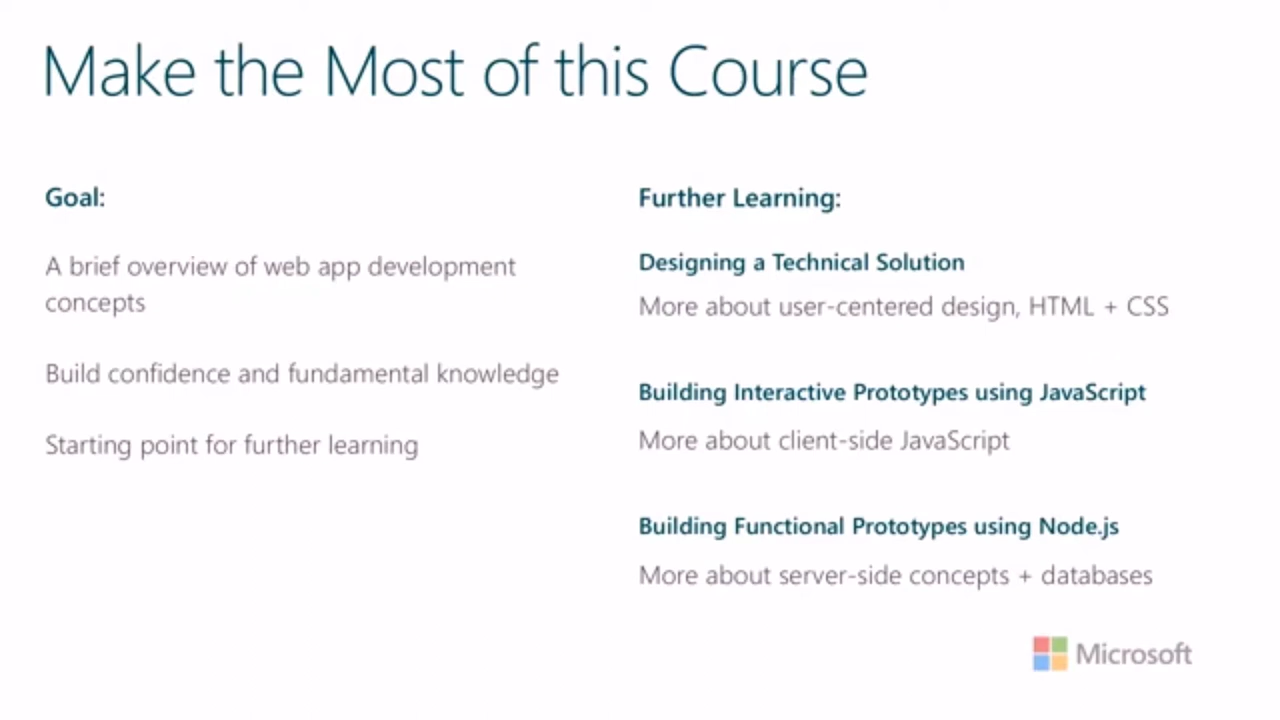 Make the Most of this Course
Goal:
A brief overview of web app development
concepts
Build confidence and fundamental knowledge
Starting point for further learning
Further Learning:
Designing a Technical Solution
More about user-centered design, HTML + CSS
Building Interactive Prototypes using JavaScript
More about client-side JavaScript
Building Functional Prototypes using Node.js
More about server-side concepts + databases
Microsoft